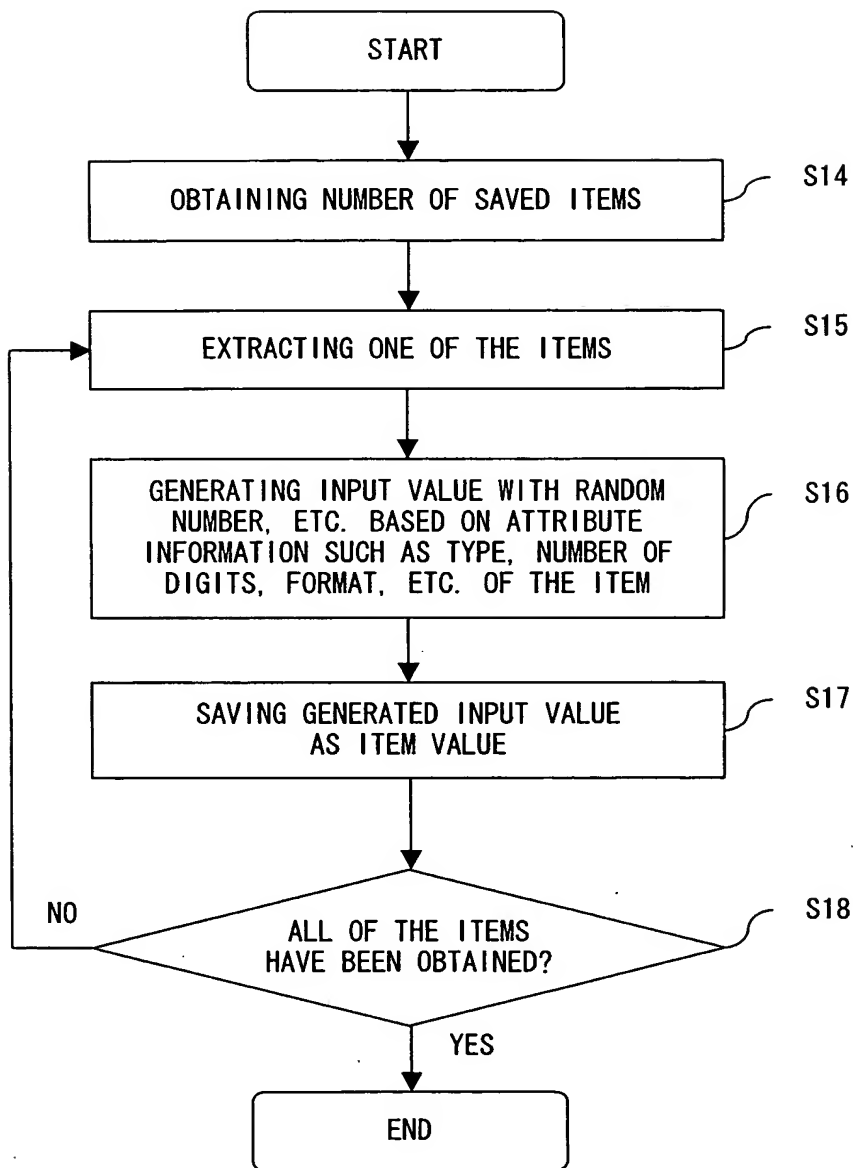 START
OBTAINING NUMBER OF SAVED ITEMS
S14
EXTRACTING ONE OF THE ITEMS
S15
GENERATING INPUT VALUE WITH RANDOM
NUMBER, ETC. BASED ON ATTRIBUTE
INFORMATION SUCH AS TYPE, NUMBER OF
DIGITS, FORMAT, ETC. OF THE ITEM
S16
SAVING GENERATED INPUT VALUE
AS ITEM VALUE
S17
NO
ALL OF THE ITEMS
HAVE BEEN OBTAINED?
S18
YES
END